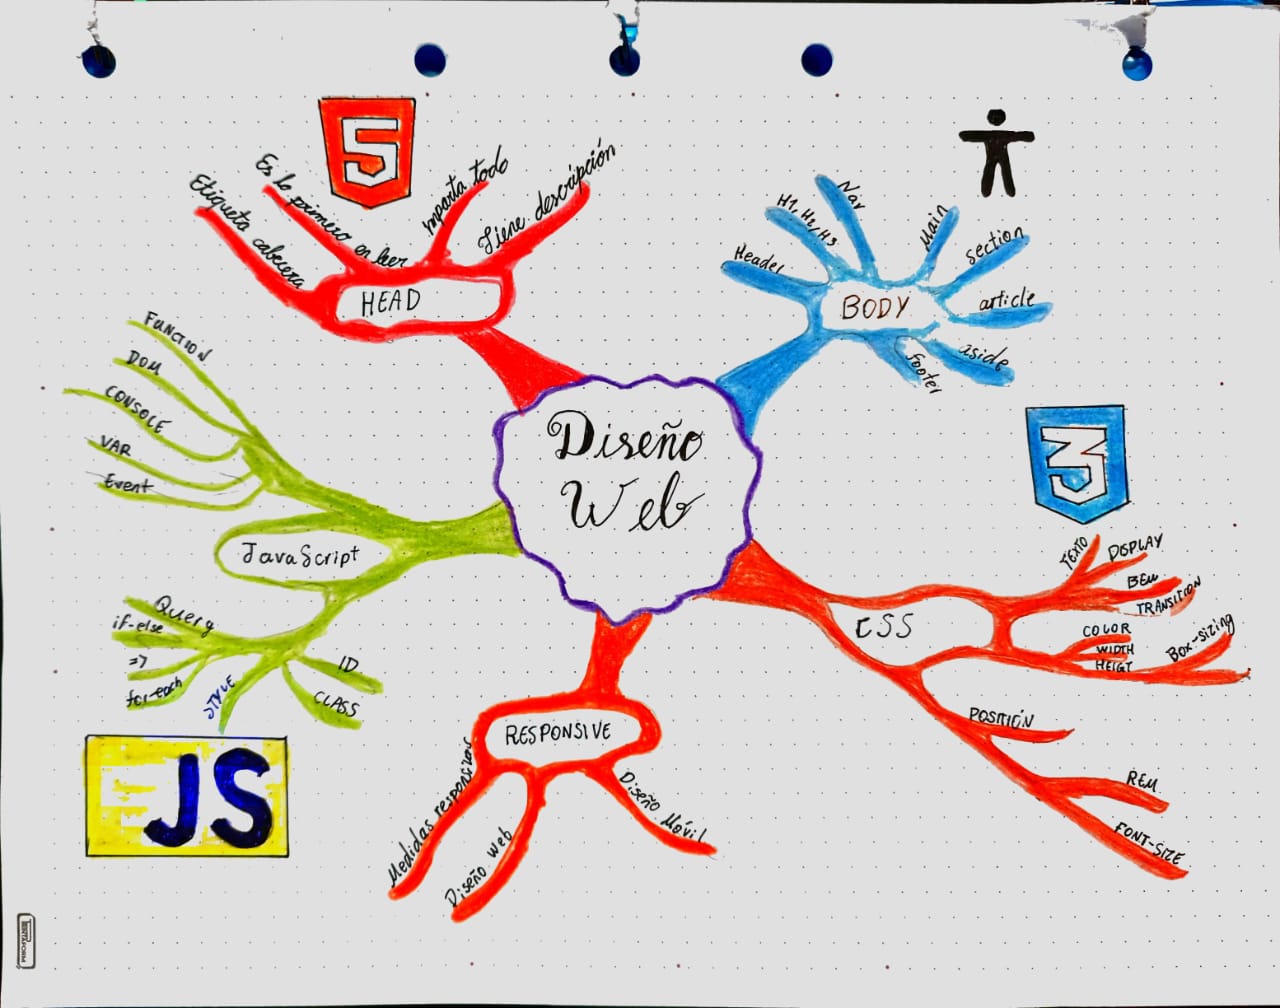 5
Etiqueta cabecera
Es lo primero en leer
importa todo
Tiene descripción
HEAD
Header
H1, H2, H3
Nav
Main
section
article
aside
footer
BODY
3
Diseño
Web
FUNCTION
DOM
CONSOLE
VAR
Event
JavaScript
Query
if-else
=>
for-each
STYLE
CLASS
ID
JS
RESPONSIVE
Medidas responsivas
Diseño web
Diseño Móvil
CSS
TEXTO
DISPLAY
BEM
TRANSITION
COLOR
WIDTH
HEIGT
Box-sizing
POSITIÓN
REM
FONT-SIZE